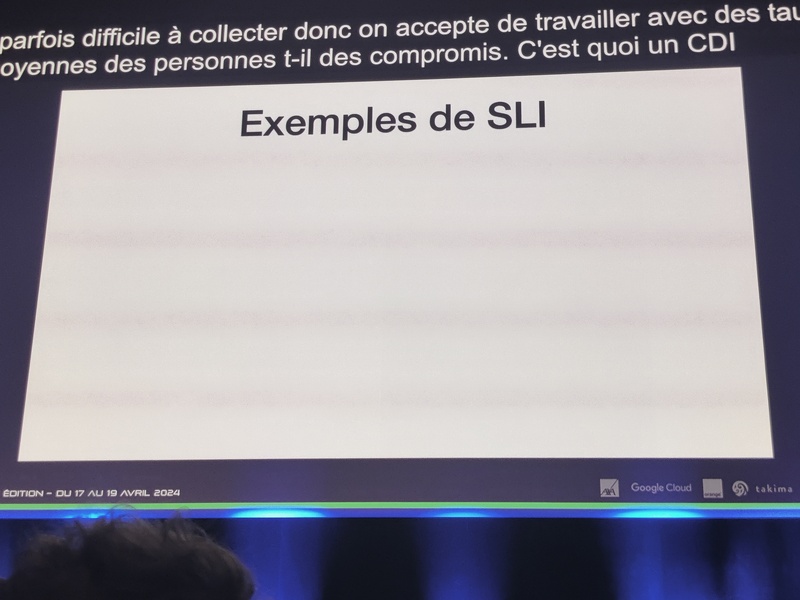 parfois difficile à collecter donc on accepte de travailler avec des
oyennes des personnes t-il des compromis. C'est quoi un CDI
Exemples de SLI
ÉDITION - DU 17 AU 19 AVRIL 2024
AXA Google Cloud orange takima